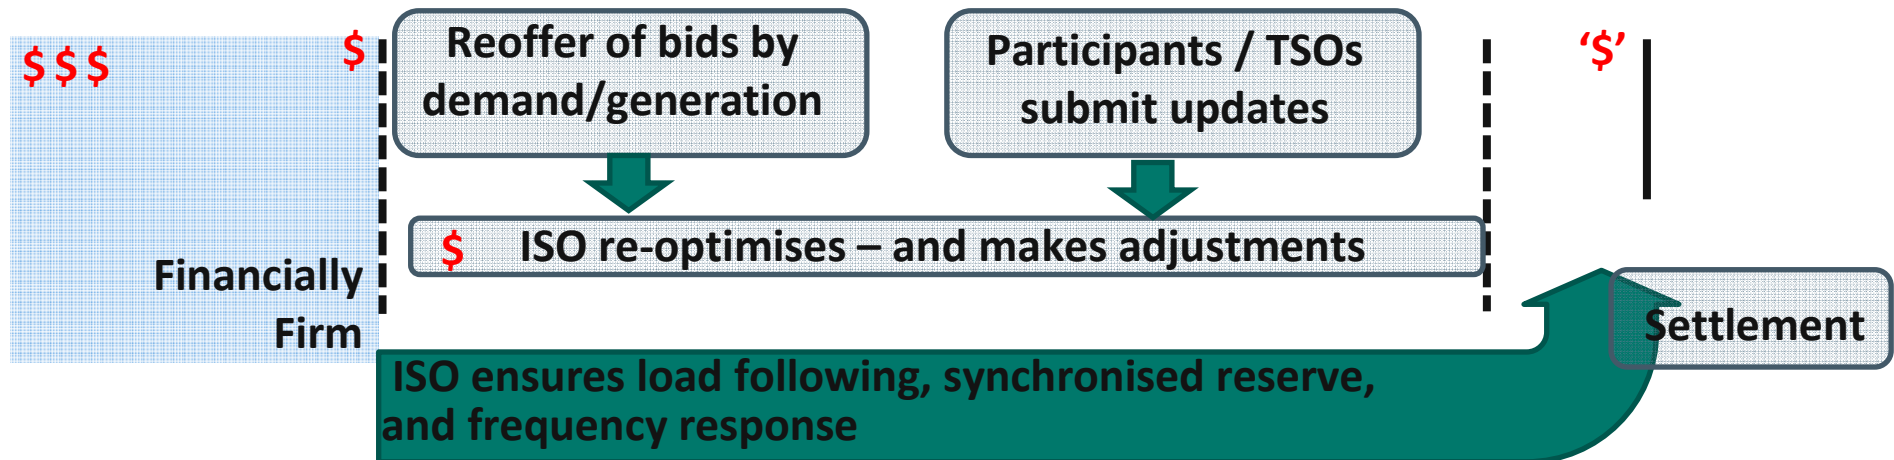 $ $ $
$
Reoffer of bids by
demand/generation
Participants / TSOs
submit updates
‘$’
$ ISO re-optimises – and makes adjustments
Financially
Firm
Settlement
ISO ensures load following, synchronised reserve,
and frequency response